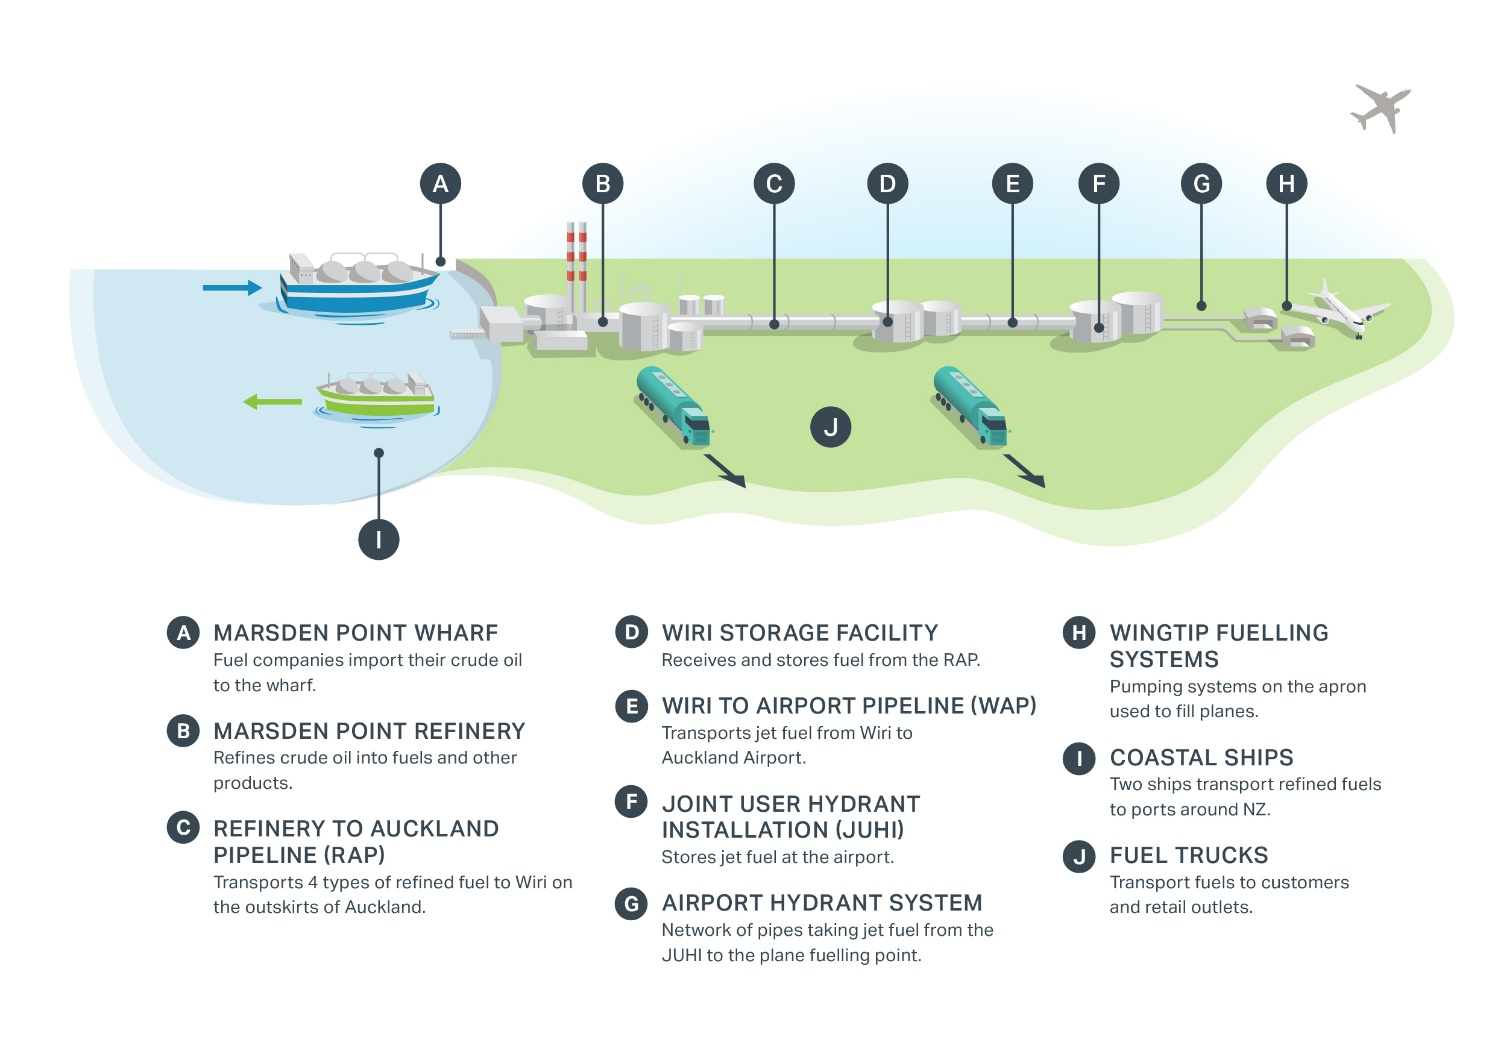 A B C D E F G H
J
I
A MARSDEN POINT WHARF
Fuel companies import their crude oil
to the wharf.
B MARSDEN POINT REFINERY
Refines crude oil into fuels and other
products.
C REFINERY TO AUCKLAND
PIPELINE (RAP)
Transports 4 types of refined fuel to Wiri on
the outskirts of Auckland.
D WIRI STORAGE FACILITY
Receives and stores fuel from the RAP.
E WIRI TO AIRPORT PIPELINE (WAP)
Transports jet fuel from Wiri to
Auckland Airport.
F JOINT USER HYDRANT
INSTALLATION (JUHI)
Stores jet fuel at the airport.
G AIRPORT HYDRANT SYSTEM
Network of pipes taking jet fuel from the
JUHI to the plane fuelling point.
H WINGTIP FUELLING
SYSTEMS
Pumping systems on the apron
used to fill planes.
I COASTAL SHIPS
Two ships transport refined fuels
to ports around NZ.
J FUEL TRUCKS
Transport fuels to customers
and retail outlets.